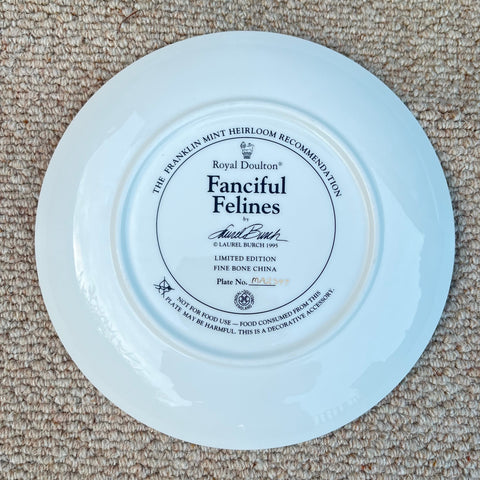 THE FRANKLIN MINT HEIRLOOM RECOMMENDATION
Royal Doulton®
Fanciful
Felines
by
Laurel Burch
© LAUREL BURCH 1995
LIMITED EDITION
FINE BONE CHINA
Plate No.
NOT FOR FOOD USE — FOOD CONSUMED FROM THIS
PLATE MAY BE HARMFUL. THIS IS A DECORATIVE ACCESSORY.